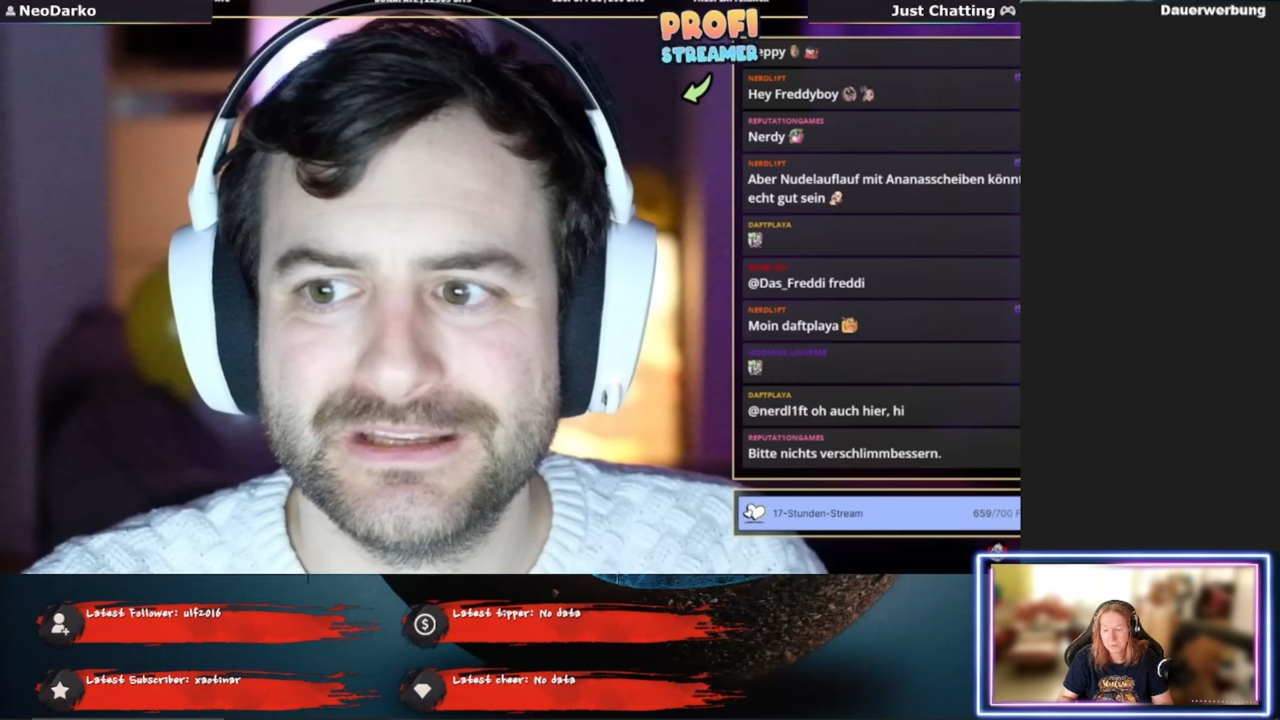 NeoDarko
Just Chatting
Dauerwerbung
PROFI
STREAMER
eppy
NERDL1FT
Hey Freddyboy
REPUTAT1ONGAMES
Nerdy
NERDL1FT
Aber Nudelauflauf mit Ananasscheiben könnt
echt gut sein
DAFTPLAYA
@Das_Freddi freddi
NERDL1FT
Moin daftplaya
DAFTPLAYA
@nerdl1ft oh auch hier, hi
REPUTAT1ONGAMES
Bitte nichts verschlimmbessern.
17-Stunden-Stream 659/700 F
Latest Follower: ulf2016
Latest tipper: No data
Latest Subscriber: xaotinar
Latest cheer: No data